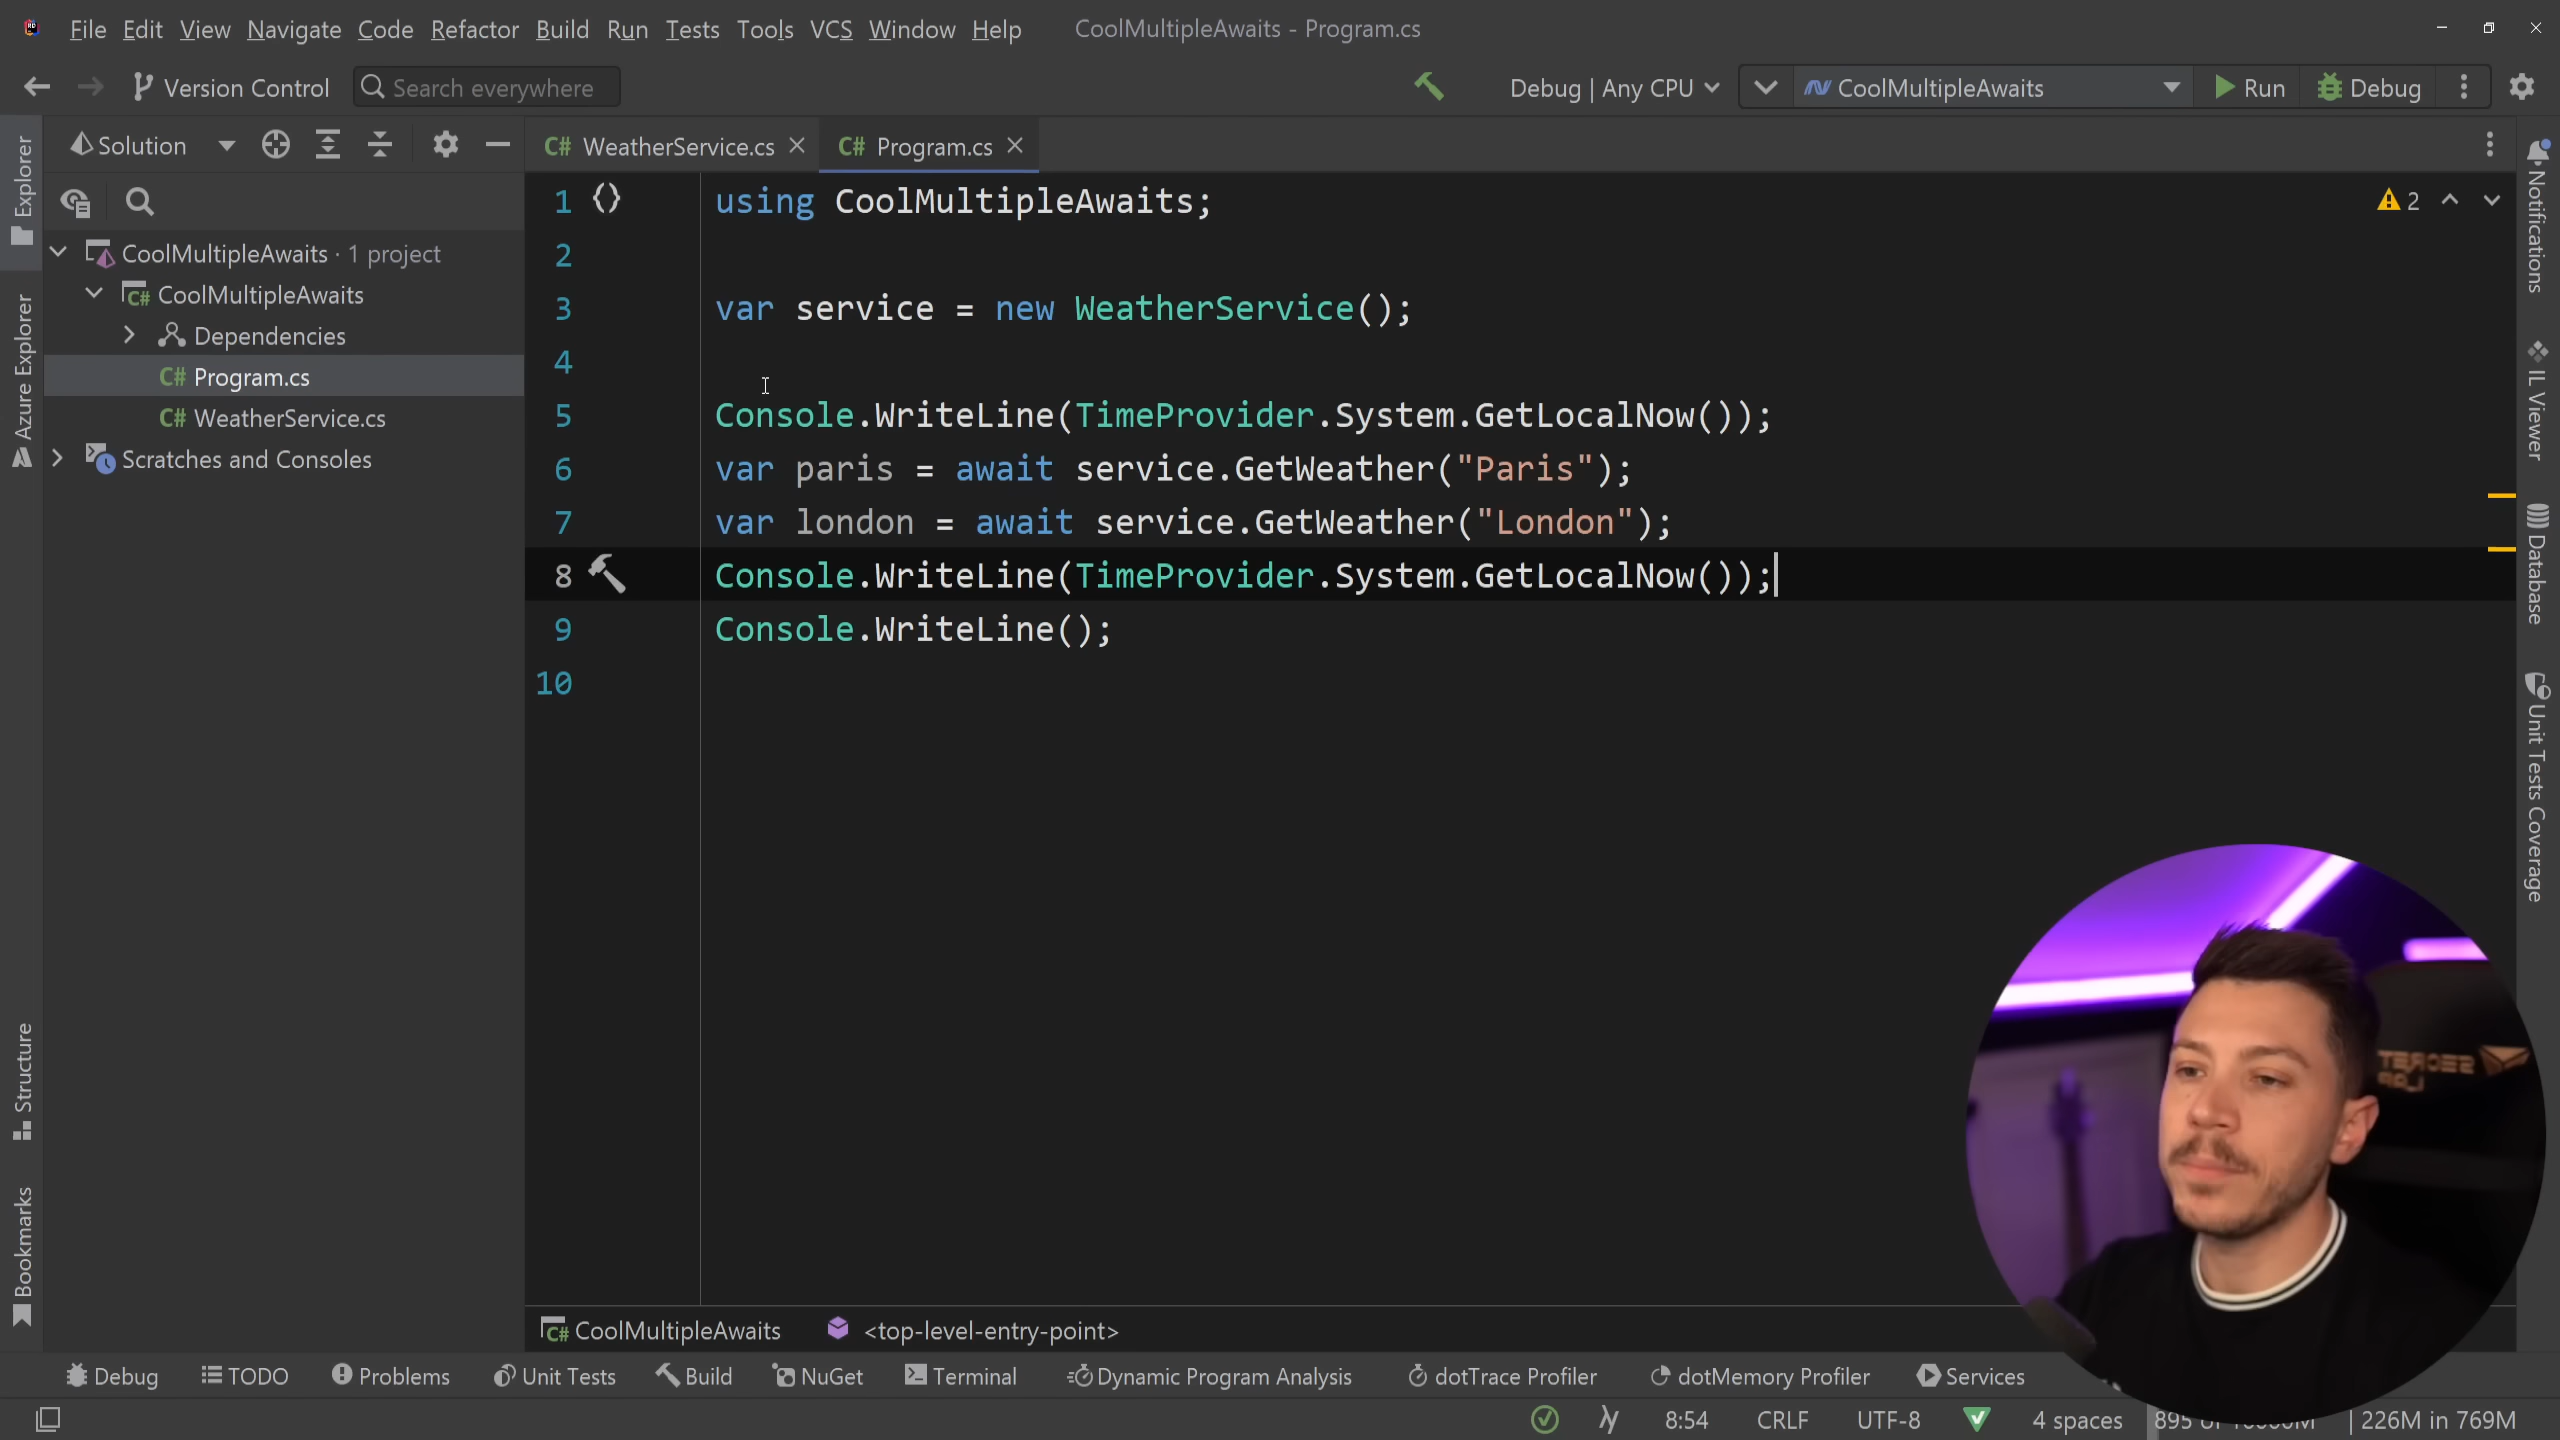 File Edit View Navigate Code Refactor Build Run Tests Tools VCS Window Help CoolMultipleAwaits - Program.cs
Version Control Search everywhere Debug | Any CPU CoolMultipleAwaits Run Debug
Solution C# WeatherService.cs C# Program.cs
CoolMultipleAwaits · 1 project
C# CoolMultipleAwaits
Dependencies
C# Program.cs
C# WeatherService.cs
Scratches and Consoles
1 using CoolMultipleAwaits;
2
3 var service = new WeatherService();
4
5 Console.WriteLine(TimeProvider.System.GetLocalNow());
6 var paris = await service.GetWeather("Paris");
7 var london = await service.GetWeather("London");
8 Console.WriteLine(TimeProvider.System.GetLocalNow());
9 Console.WriteLine();
10
2
Explorer
Azure Explorer
Structure
Bookmarks
Notifications
IL Viewer
Database
Unit Tests Coverage
SECRET
LAB
C# CoolMultipleAwaits <top-level-entry-point>
Debug TODO Problems Unit Tests Build NuGet Terminal Dynamic Program Analysis dotTrace Profiler dotMemory Profiler Services
8:54 CRLF UTF-8 4 spaces 895 226M in 769M